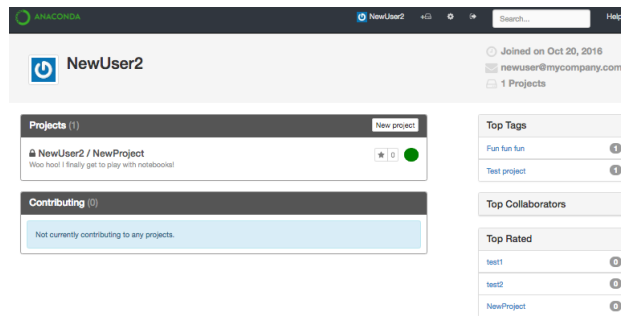 ANACONDA
NewUser2
Search...
Help
NewUser2
Joined on Oct 20, 2016
newuser@mycompany.com
1 Projects
Projects (1)
New project
NewUser2 / NewProject
0
Woo hoo! I finally get to play with notebooks!
Contributing (0)
Not currently contributing to any projects.
Top Tags
Fun fun fun 1
Test project 1
Top Collaborators
Top Rated
test1 0
test2 0
NewProject 0